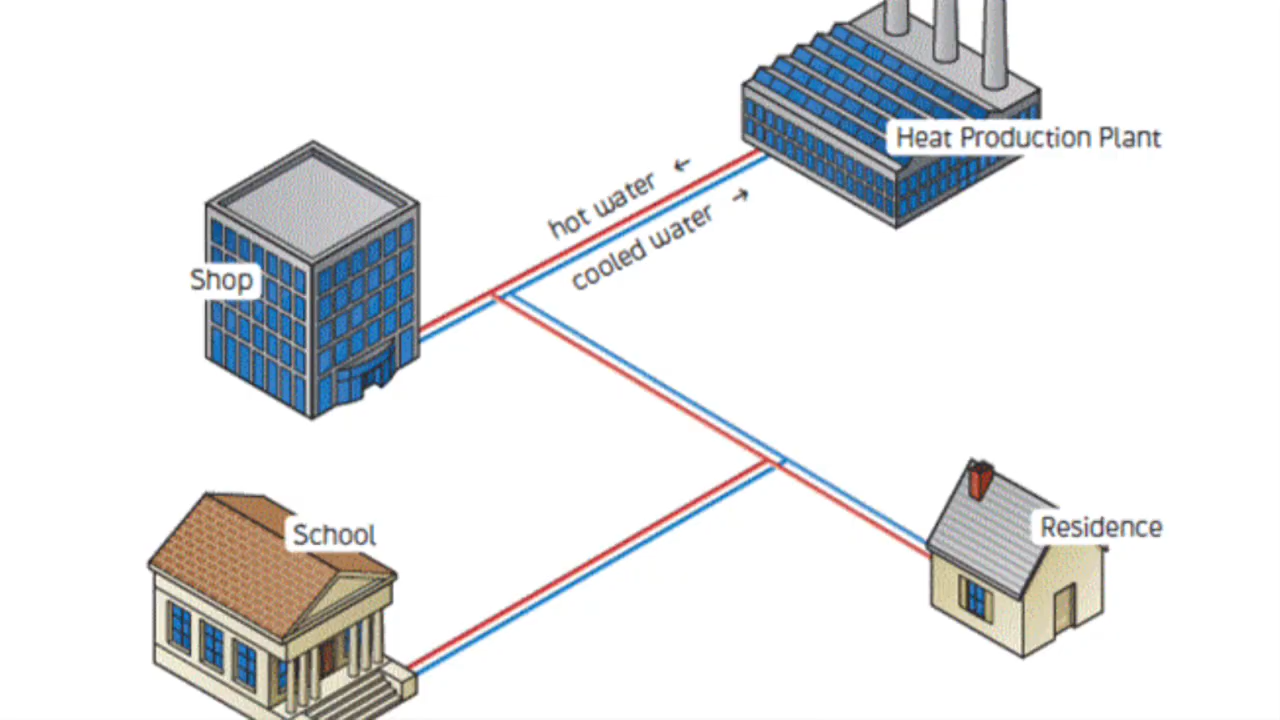 Heat Production Plant
hot water ←
cooled water →
Shop
School
Residence